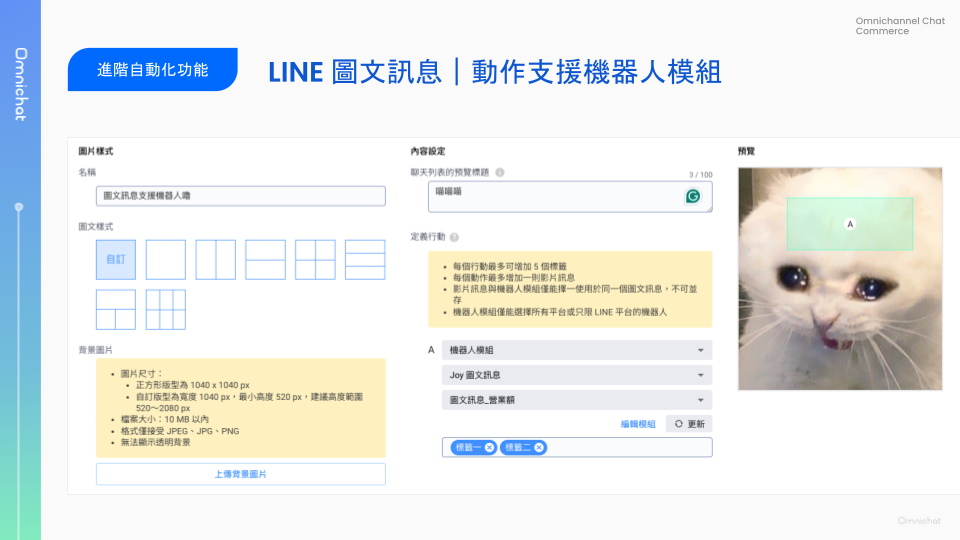 Omnichat
Omnichannel Chat
Commerce
進階自動化功能
LINE 圖文訊息｜動作支援機器人模組
圖片樣式
名稱
圖文訊息支援機器人嚕
圖文樣式
自訂
背景圖片
• 圖片尺寸：
• 正方形版型為 1040 x 1040 px
• 自訂版型為寬度 1040 px，最小高度 520 px，建議高度範圍
520～2080 px
• 檔案大小：10 MB 以內
• 格式僅接受 JPEG、JPG、PNG
• 無法顯示透明背景
上傳背景圖片
內容設定
聊天列表的預覽標題
3 / 100
喵喵喵
定義行動
• 每個行動最多可增加 5 個標籤
• 每個動作最多增加一則影片訊息
• 影片訊息與機器人模組僅能擇一使用於同一個圖文訊息，不可並
存
• 機器人模組僅能選擇所有平台或只限 LINE 平台的機器人
A 機器人模組
Joy 圖文訊息
圖文訊息_營業額
編輯模組 更新
標籤一 標籤二
預覽
A
Omnichat